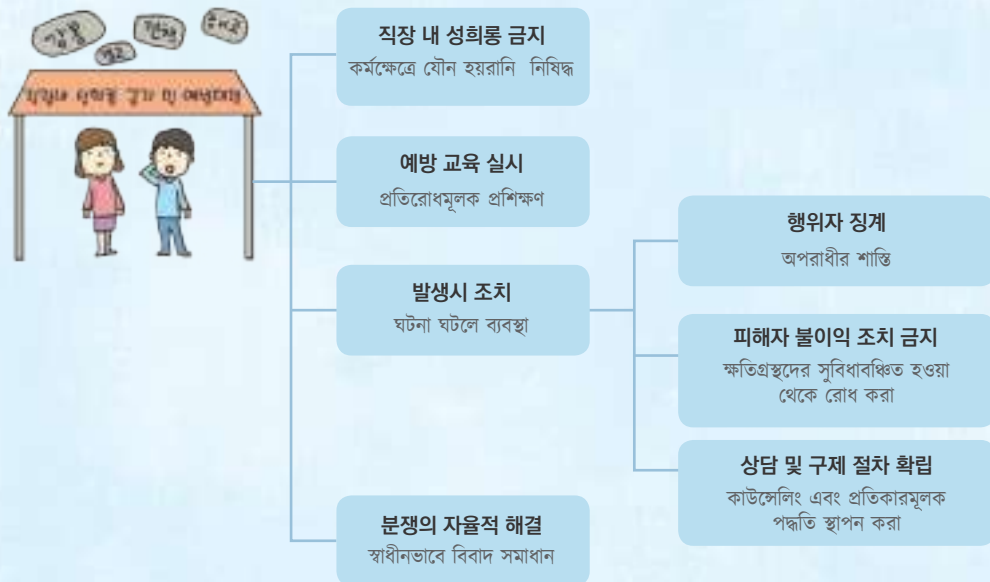 경고
직장 내 성희롱 금지
কর্মক্ষেত্রে যৌন হয়রানি নিষিদ্ধ
예방 교육 실시
প্রতিরোধমূলক প্রশিক্ষণ
발생시 조치
ঘটনা ঘটলে ব্যবস্থা
행위자 징계
অপরাধীর শাস্তি
피해자 불이익 조치 금지
ক্ষতিগ্রস্থদের সুবিধাবঞ্চিত হওয়া
থেকে রোধ করা
상담 및 구제 절차 확립
কাউন্সেলিং এবং প্রতিকারমূলক
পদ্ধতি স্থাপন করা
분쟁의 자율적 해결
স্বাধীনভাবে বিবাদ সমাধান